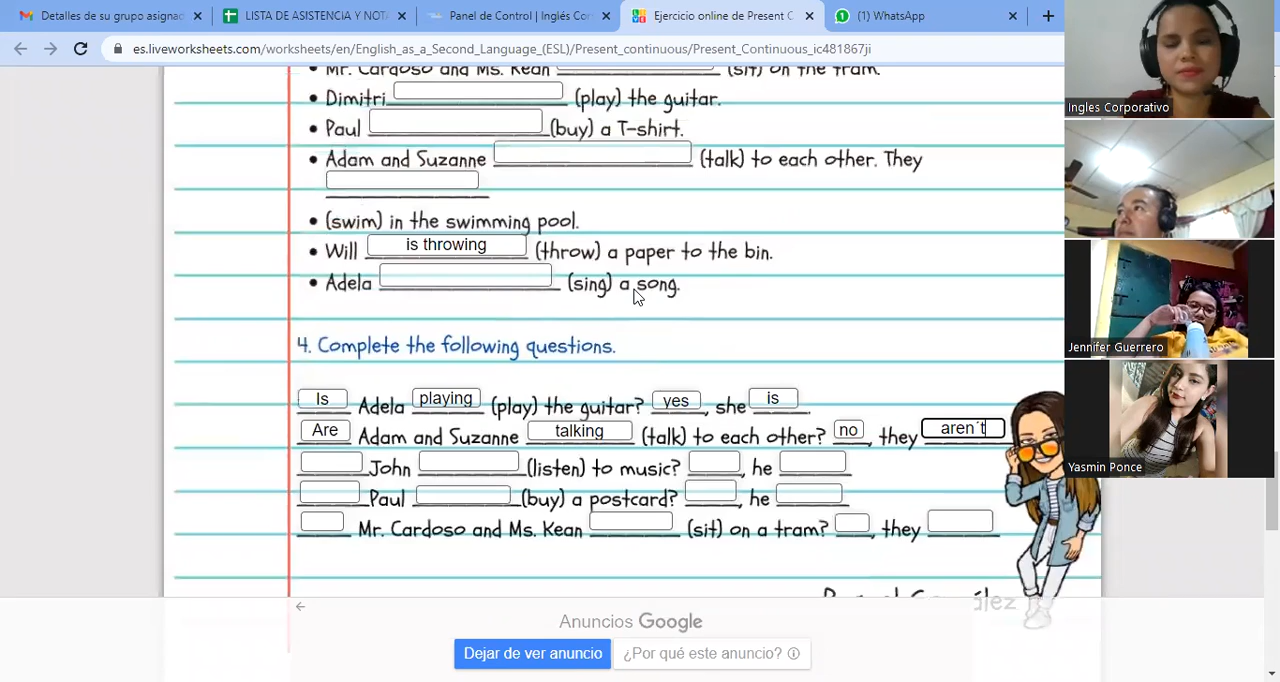 Detalles de su grupo asignad
LISTA DE ASISTENCIA Y NOT
Panel de Control | Inglés Cor
Ejercicio online de Present C
(1) WhatsApp
es.liveworksheets.com/worksheets/en/English_as_a_Second_Language_(ESL)/Present_continuous/Present_Continuous_ic481867ji
Mr. Cardoso and Ms. Kean (sit) on the tram.
• Dimitri (play) the guitar.
• Paul (buy) a T-shirt.
• Adam and Suzanne (talk) to each other. They
• (swim) in the swimming pool.
• Will is throwing (throw) a paper to the bin.
• Adela (sing) a song.
4. Complete the following questions.
Is Adela playing (play) the guitar? yes, she is
Are Adam and Suzanne talking (talk) to each other? no, they aren´t
John (listen) to music? , he
Paul (buy) a postcard? , he
Mr. Cardoso and Ms. Kean (sit) on a tram? , they
Anuncios Google
Dejar de ver anuncio
¿Por qué este anuncio?
Ingles Corporativo
Jennifer Guerrero
Yasmin Ponce